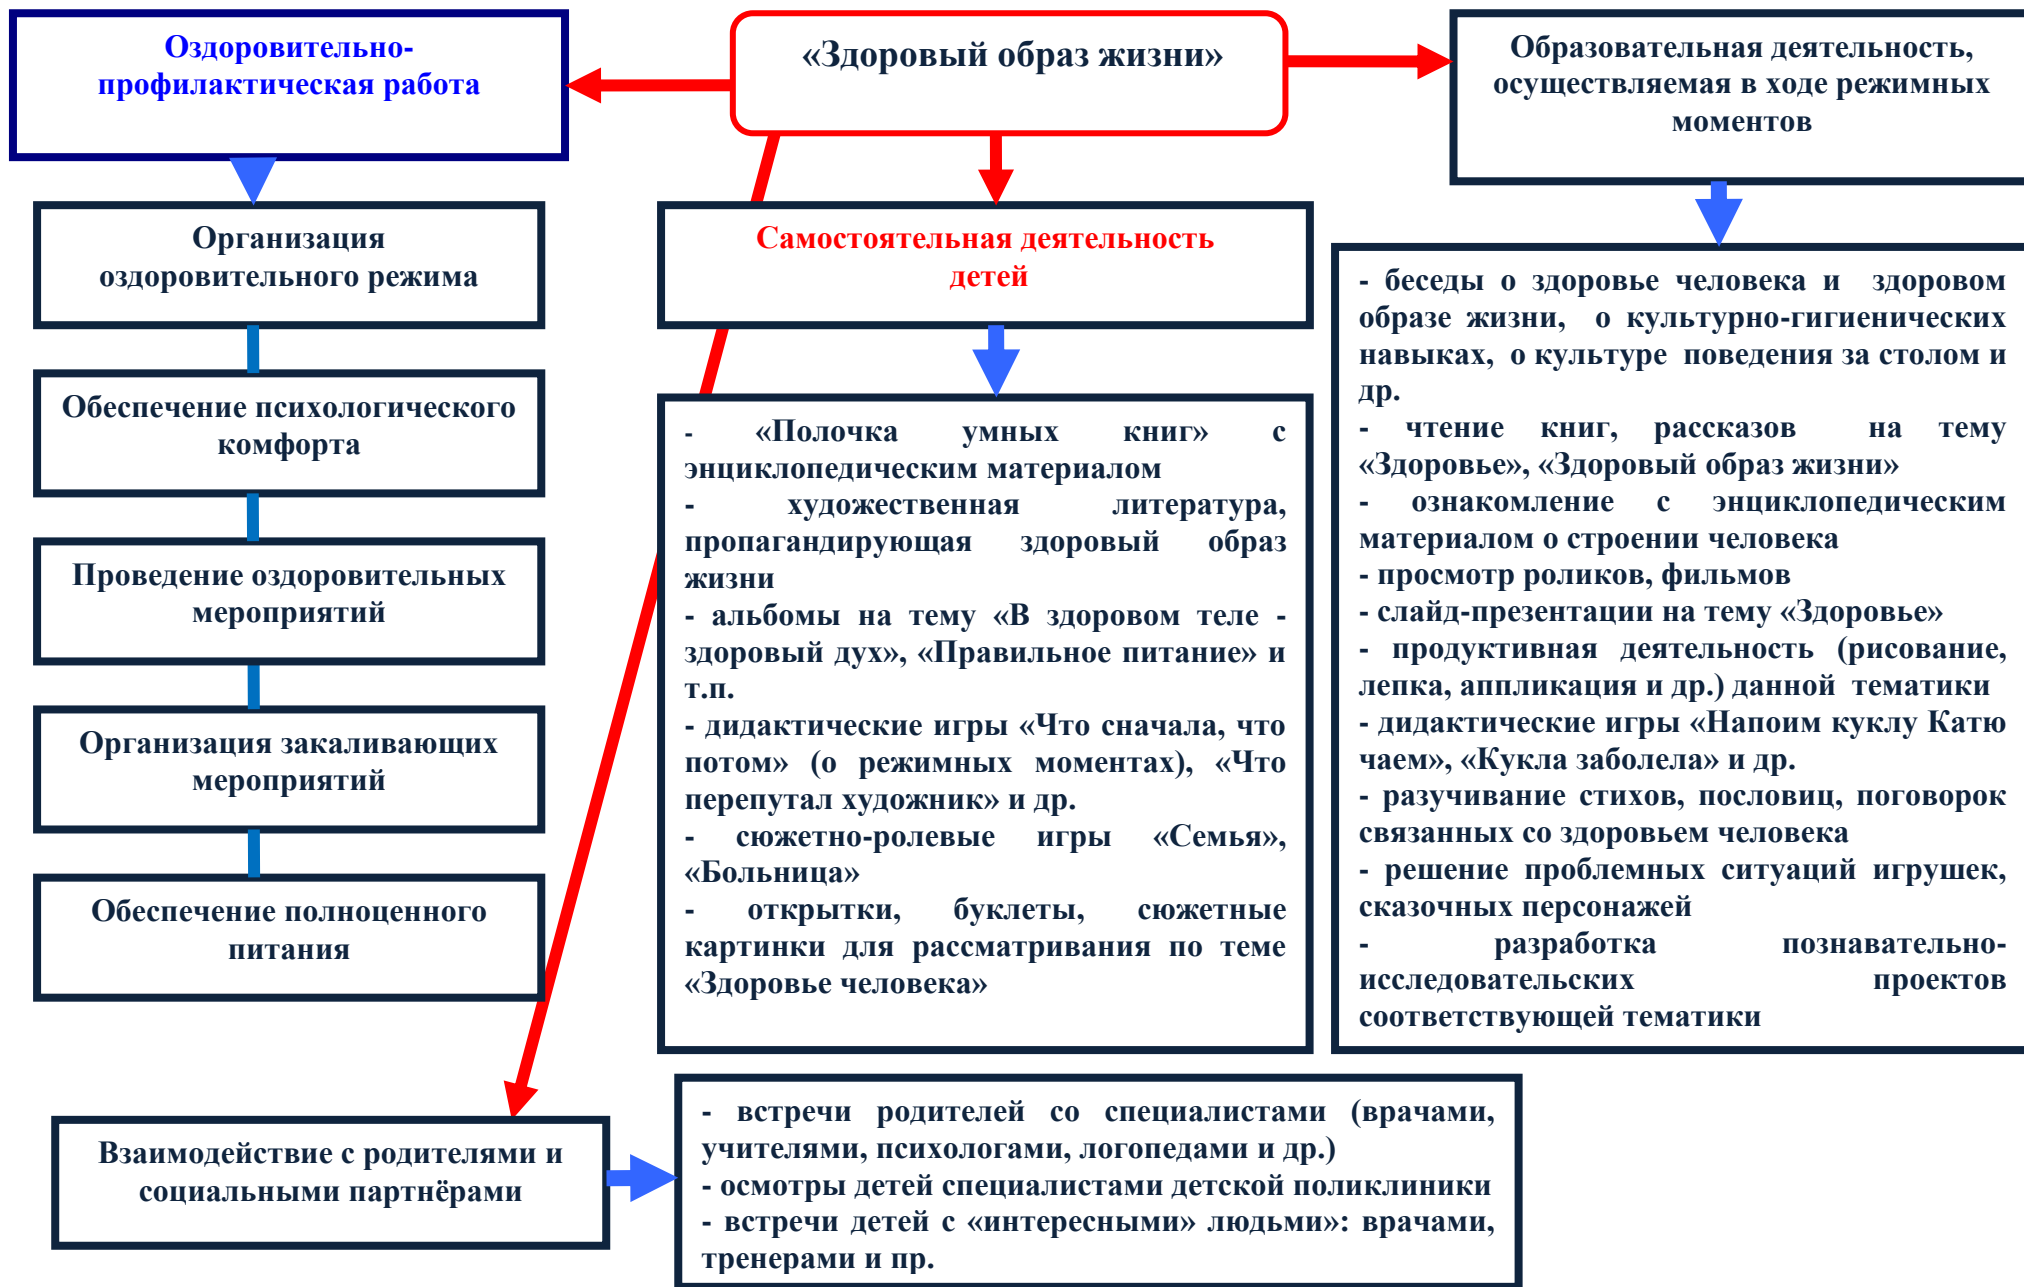 Оздоровительно-
профилактическая работа
«Здоровый образ жизни»
Образовательная деятельность,
осуществляемая в ходе режимных
моментов
Организация
оздоровительного режима
Обеспечение психологического
комфорта
Проведение оздоровительных
мероприятий
Организация закаливающих
мероприятий
Обеспечение полноценного
питания
Самостоятельная деятельность
детей
- «Полочка умных книг» с
энциклопедическим материалом
- художественная литература,
пропагандирующая здоровый образ
жизни
- альбомы на тему «В здоровом теле -
здоровый дух», «Правильное питание» и
т.п.
- дидактические игры «Что сначала, что
потом» (о режимных моментах), «Что
перепутал художник» и др.
- сюжетно-ролевые игры «Семья»,
«Больница»
- открытки, буклеты, сюжетные
картинки для рассматривания по теме
«Здоровье человека»
- беседы о здоровье человека и здоровом
образе жизни, о культурно-гигиенических
навыках, о культуре поведения за столом и
др.
- чтение книг, рассказов на тему
«Здоровье», «Здоровый образ жизни»
- ознакомление с энциклопедическим
материалом о строении человека
- просмотр роликов, фильмов
- слайд-презентации на тему «Здоровье»
- продуктивная деятельность (рисование,
лепка, аппликация и др.) данной тематики
- дидактические игры «Напоим куклу Катю
чаем», «Кукла заболела» и др.
- разучивание стихов, пословиц, поговорок
связанных со здоровьем человека
- решение проблемных ситуаций игрушек,
сказочных персонажей
- разработка познавательно-
исследовательских проектов
соответствующей тематики
Взаимодействие с родителями и
социальными партнёрами
- встречи родителей со специалистами (врачами,
учителями, психологами, логопедами и др.)
- осмотры детей специалистами детской поликлиники
- встречи детей с «интересными» людьми»: врачами,
тренерами и пр.